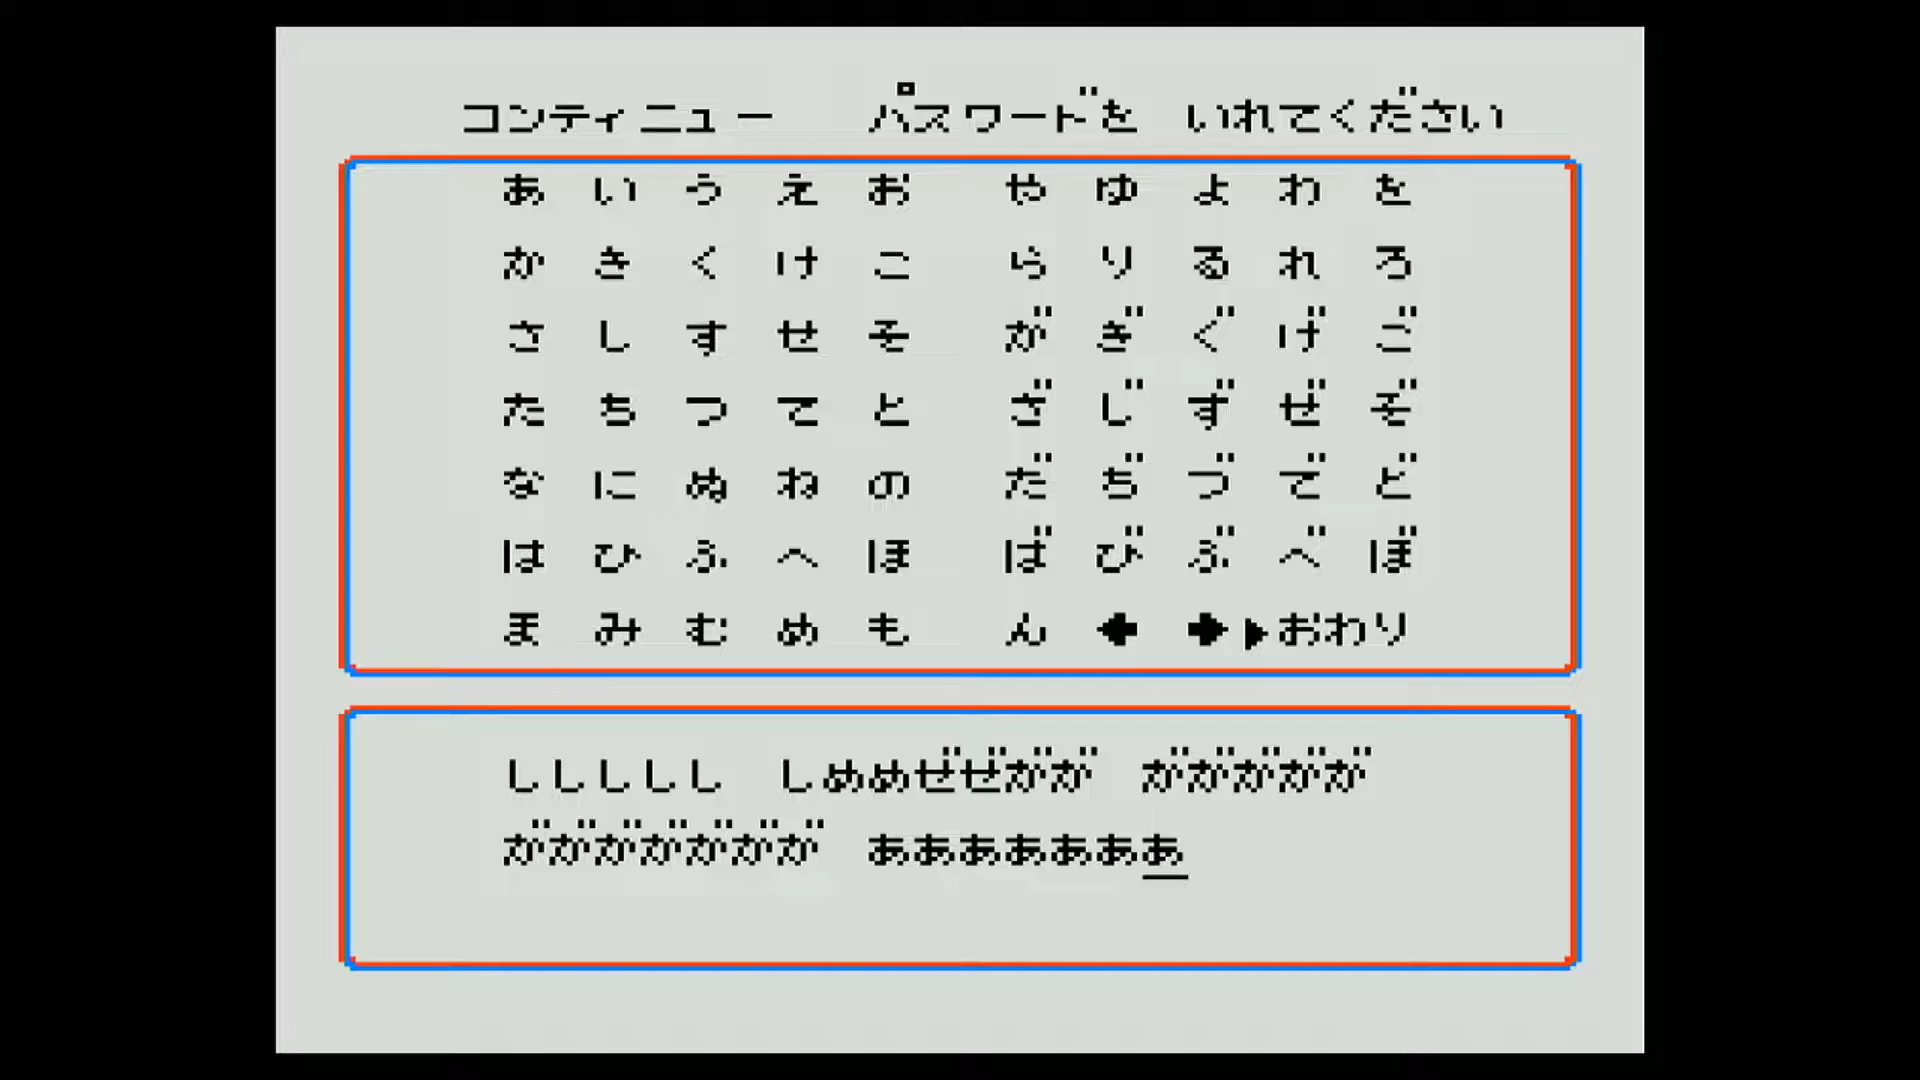 コンティニュー パスワードを いれてください
あ い う え お や ゆ よ わ を
か き く け こ ら り る れ ろ
さ し す せ そ が ぎ ぐ げ ご
た ち つ て と ざ じ ず ぜ ぞ
な に ぬ ね の だ ぢ づ で ど
は ひ ふ へ ほ ば び ぶ べ ぼ
ま み む め も ん ← → ▶おわり
ししししし しめめぜぜがが ががががが
ががががががが あああああああ